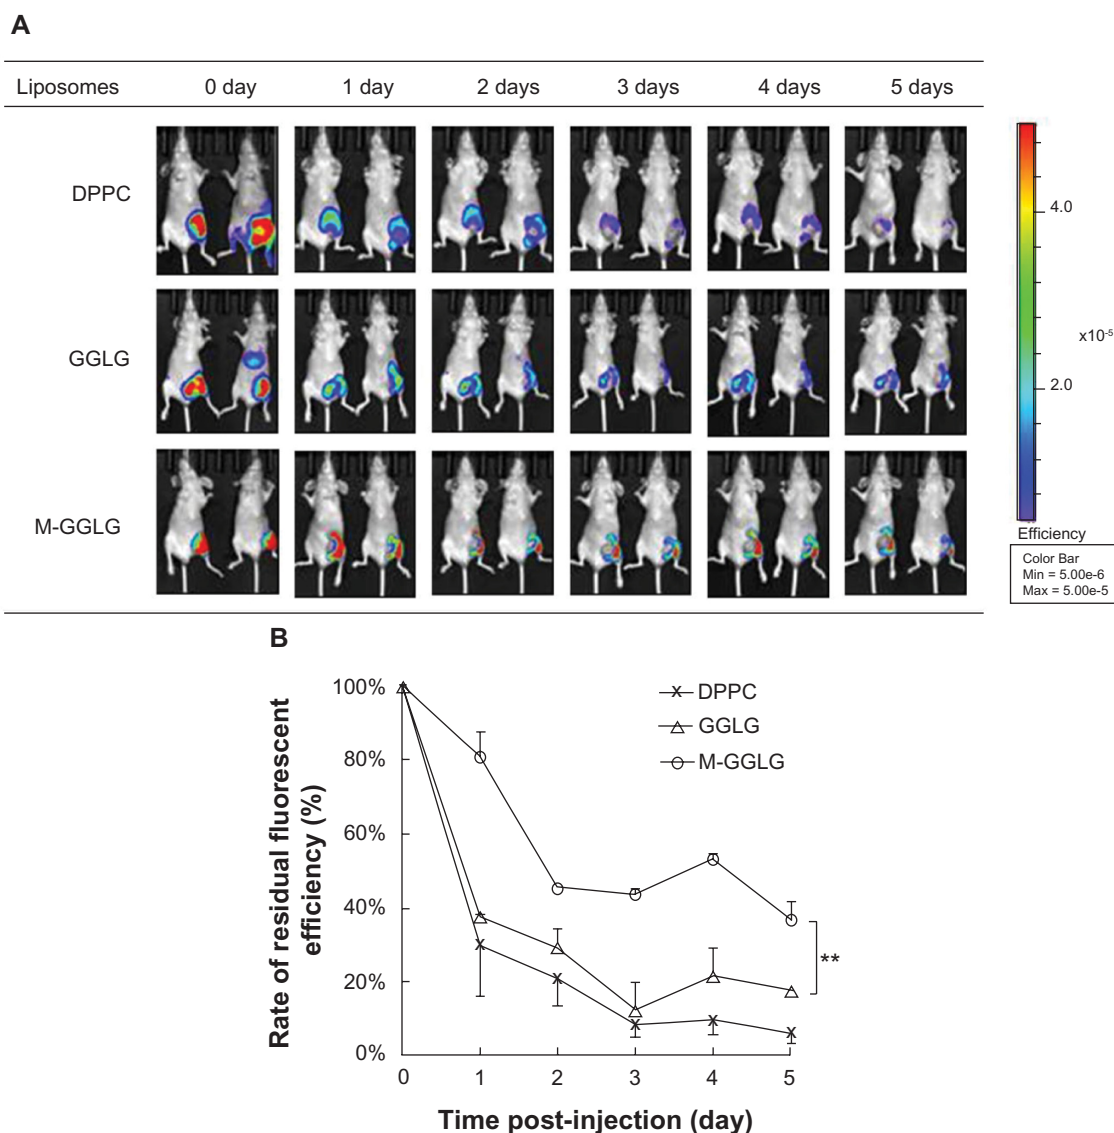 A
Liposomes 0 day 1 day 2 days 3 days 4 days 5 days
DPPC
GGLG
M-GGLG
4.0
x10-5
2.0
Efficiency
Color Bar
Min = 5.00e-6
Max = 5.00e-5
B
Rate of residual fluorescent
efficiency (%)
100%
80%
60%
40%
20%
0%
DPPC
GGLG
M-GGLG
**
0 1 2 3 4 5
Time post-injection (day)